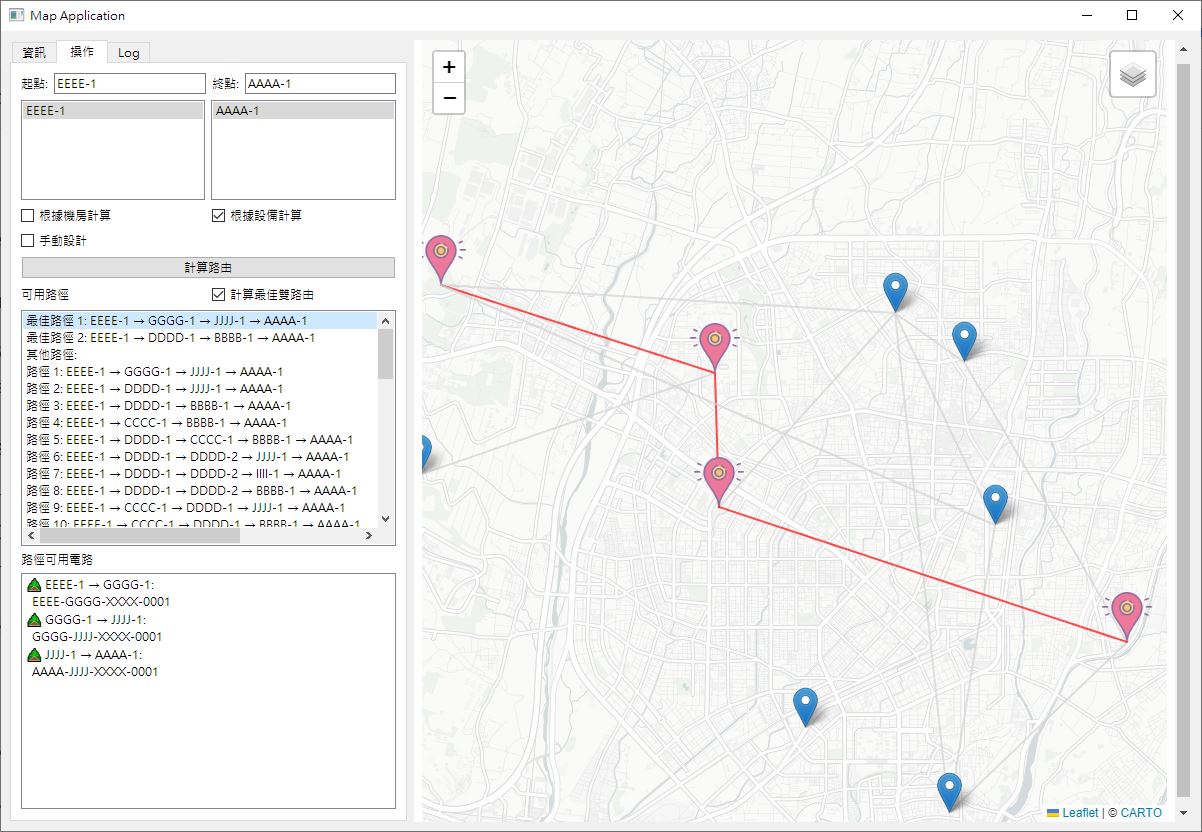 Map Application
資訊 操作 Log
起點: EEEE-1 終點: AAAA-1
EEEE-1 AAAA-1
根據機房計算 根據設備計算
手動設計
計算路由
可用路徑 計算最佳雙路由
最佳路徑 1: EEEE-1 → GGGG-1 → JJJJ-1 → AAAA-1
最佳路徑 2: EEEE-1 → DDDD-1 → BBBB-1 → AAAA-1
其他路徑:
路徑 1: EEEE-1 → GGGG-1 → JJJJ-1 → AAAA-1
路徑 2: EEEE-1 → DDDD-1 → JJJJ-1 → AAAA-1
路徑 3: EEEE-1 → DDDD-1 → BBBB-1 → AAAA-1
路徑 4: EEEE-1 → CCCC-1 → BBBB-1 → AAAA-1
路徑 5: EEEE-1 → DDDD-1 → CCCC-1 → BBBB-1 → AAAA-1
路徑 6: EEEE-1 → DDDD-1 → DDDD-2 → JJJJ-1 → AAAA-1
路徑 7: EEEE-1 → DDDD-1 → DDDD-2 → IIII-1 → AAAA-1
路徑 8: EEEE-1 → DDDD-1 → DDDD-2 → BBBB-1 → AAAA-1
路徑 9: EEEE-1 → CCCC-1 → DDDD-1 → JJJJ-1 → AAAA-1
路徑 10: EEEE-1 → CCCC-1 → DDDD-1 → BBBB-1 → AAAA-1
路徑可用電路
EEEE-1 → GGGG-1:
EEEE-GGGG-XXXX-0001
GGGG-1 → JJJJ-1:
GGGG-JJJJ-XXXX-0001
JJJJ-1 → AAAA-1:
AAAA-JJJJ-XXXX-0001
+
−
Leaflet | © CARTO